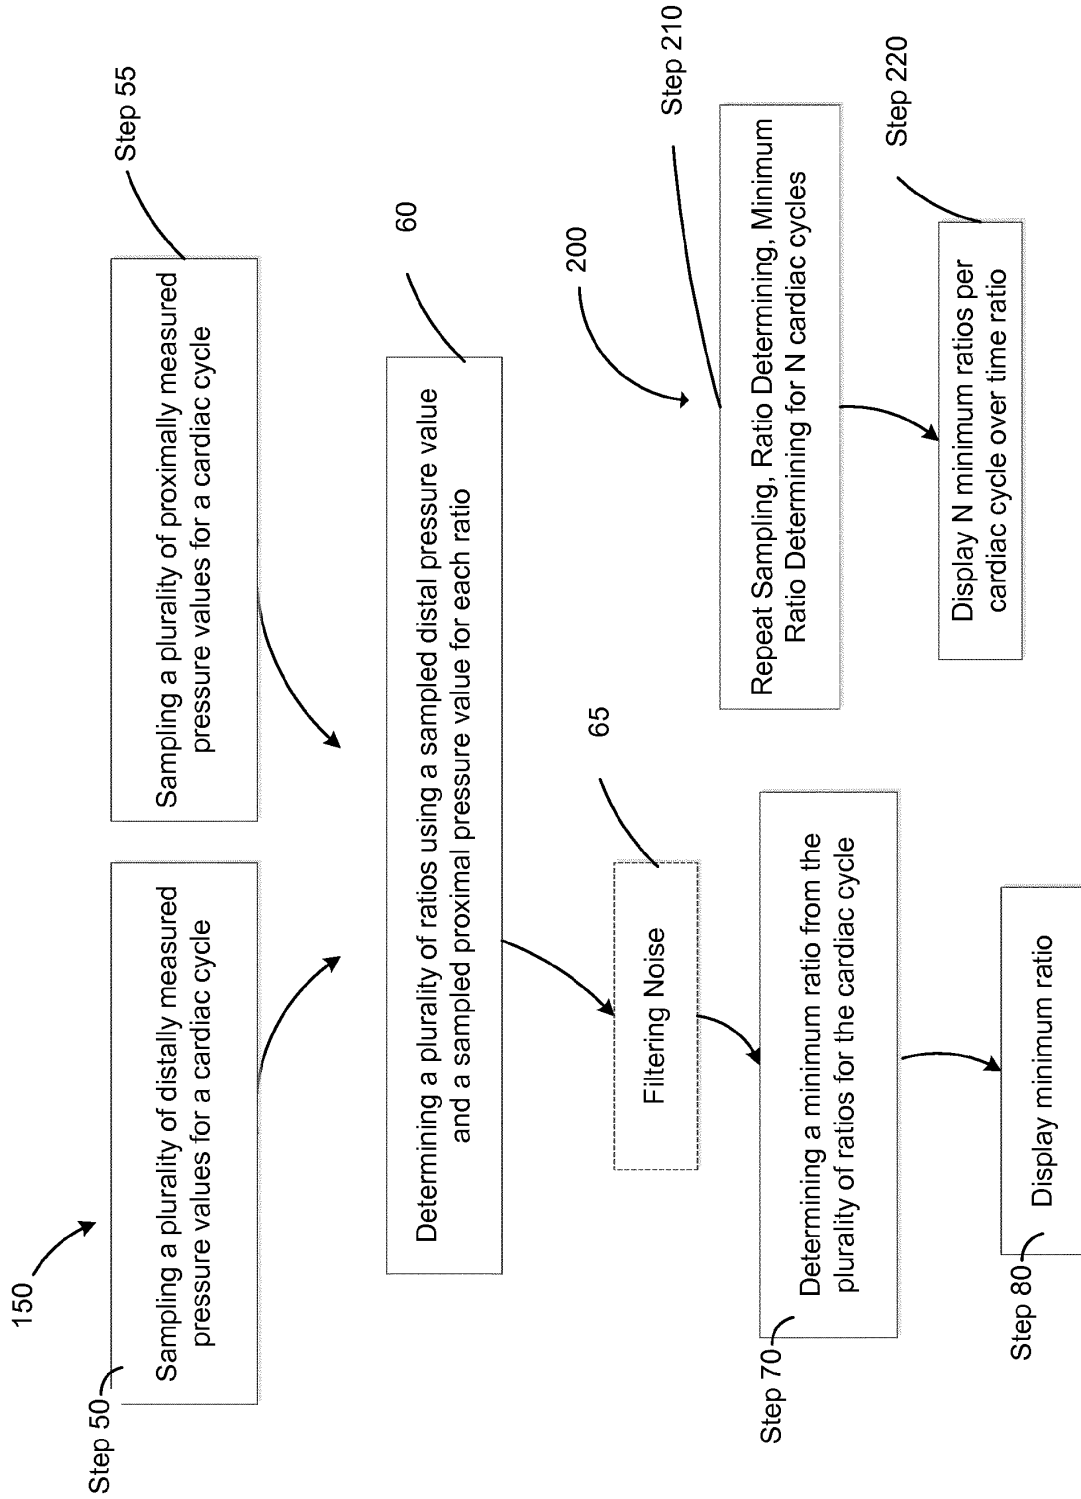 150
Step 50
Sampling a plurality of distally measured
pressure values for a cardiac cycle
Step 55
Sampling a plurality of proximally measured
pressure values for a cardiac cycle
60
Determining a plurality of ratios using a sampled distal pressure value
and a sampled proximal pressure value for each ratio
65
Filtering Noise
Step 70
Determining a minimum ratio from the
plurality of ratios for the cardiac cycle
Step 80
Display minimum ratio
200
Step 210
Repeat Sampling, Ratio Determining, Minimum
Ratio Determining for N cardiac cycles
Step 220
Display N minimum ratios per
cardiac cycle over time ratio